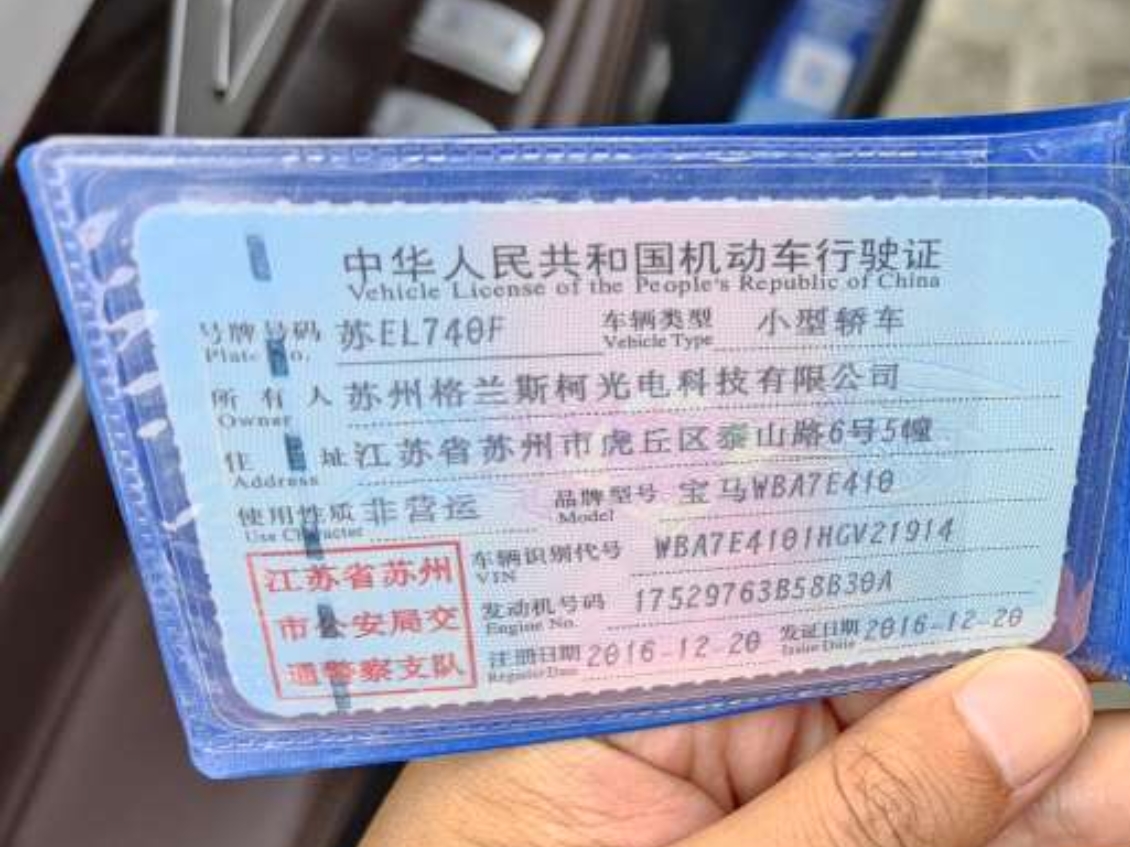 中华人民共和国机动车行驶证
Vehicle License of the People's Republic of China
号牌号码 苏EL740F 车辆类型 小型轿车
Plate No. Vehicle Type
所有人 苏州格兰斯柯光电科技有限公司
Owner
住址 江苏省苏州市虎丘区泰山路6号5幢
Address
使用性质 非营运 品牌型号 宝马WBA7E410
Use Character Model
车辆识别代号 WBA7E4101HGV21914
VIN
发动机号码 17529763B58B30A
Engine No.
注册日期 2016-12-20 发证日期 2016-12-20
Register Date Issue Date
江苏省苏州
市公安局交
通警察支队